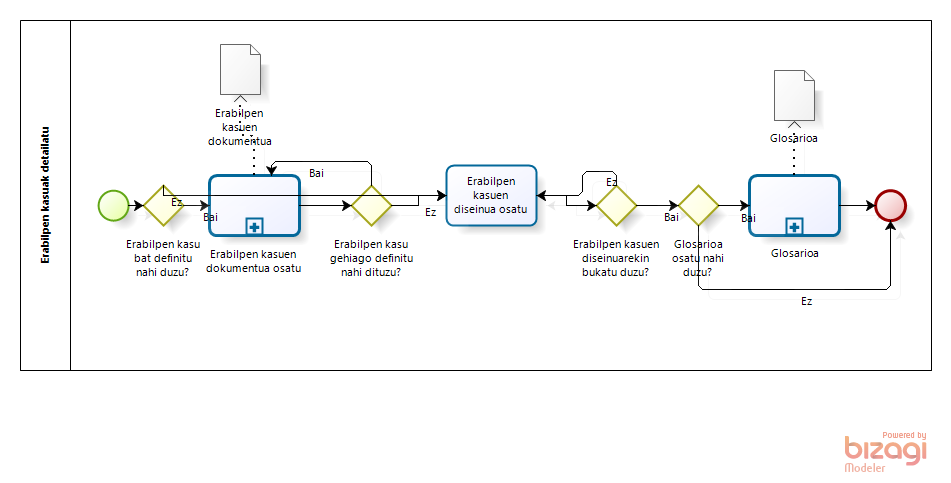 Erabilpen kasuak detailatu
Erabilpen
kasuen
dokumentua
Glosarioa
Bai
Ez
Bai
Ez
Erabilpen
kasuen
diseinua osatu
Ez
Bai
Bai
Erabilpen kasu
bat definitu
nahi duzu?
Erabilpen kasuen
dokumentua osatu
Erabilpen kasu
gehiago definitu
nahi dituzu?
Erabilpen kasuen
diseinuarekin
bukatu duzu?
Glosarioa
osatu nahi
duzu?
Glosarioa
Ez
Powered by
bizagi
Modeler